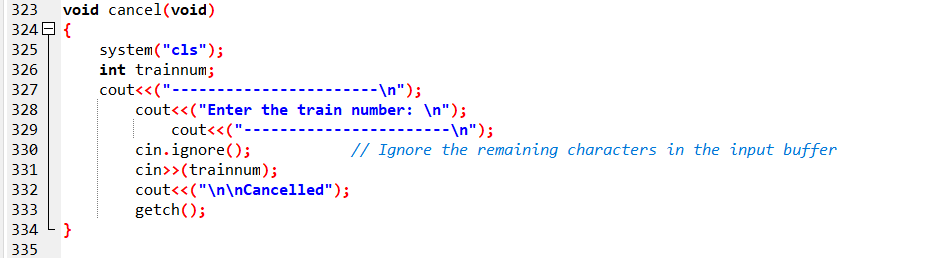 323 void cancel(void)
324 {
325     system("cls");
326     int trainnum;
327     cout<<("-----------------------\n");
328         cout<<("Enter the train number: \n");
329             cout<<("-----------------------\n");
330         cin.ignore();           // Ignore the remaining characters in the input buffer
331         cin>>(trainnum);
332         cout<<("\n\nCancelled");
333         getch();
334 }
335